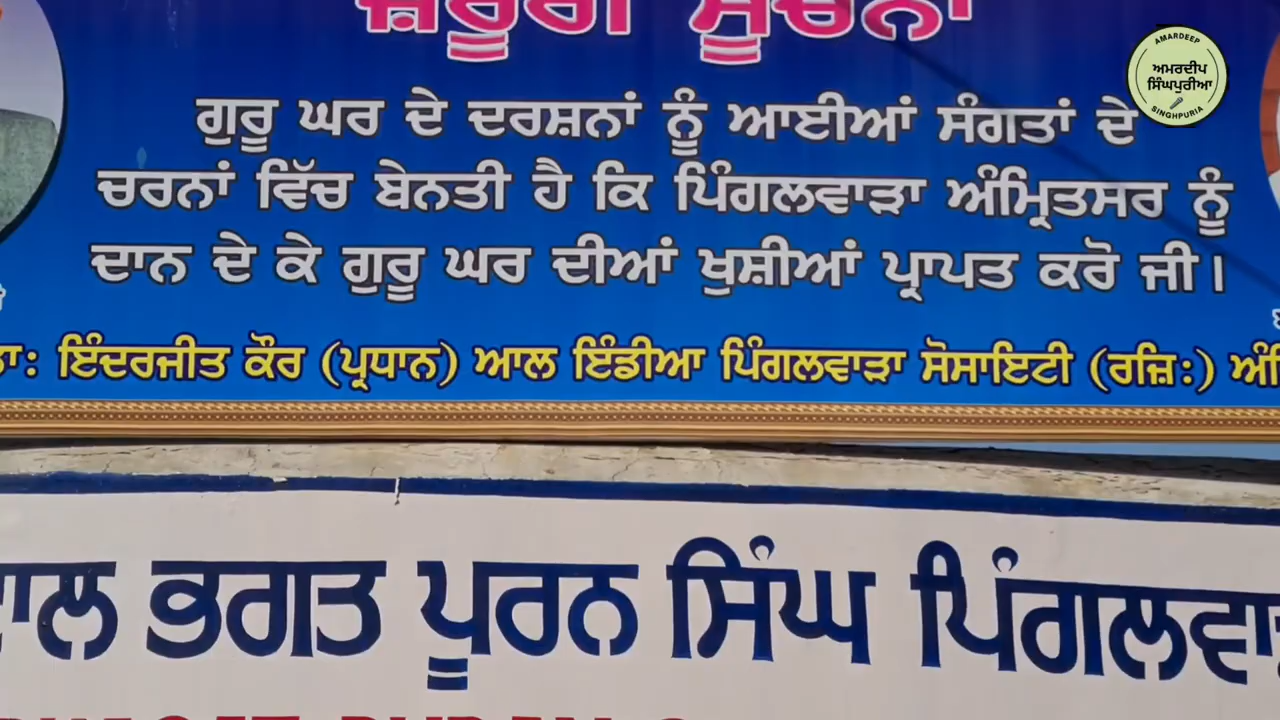 ਜ਼ਰੂਰੀ ਸੂਚਨਾ
AMARDEEP
ਅਮਰਦੀਪ
ਸਿੰਘਪੁਰੀਆ
SINGHPURIA
ਗੁਰੂ ਘਰ ਦੇ ਦਰਸ਼ਨਾਂ ਨੂੰ ਆਈਆਂ ਸੰਗਤਾਂ ਦੇ
ਚਰਨਾਂ ਵਿੱਚ ਬੇਨਤੀ ਹੈ ਕਿ ਪਿੰਗਲਵਾੜਾ ਅੰਮ੍ਰਿਤਸਰ ਨੂੰ
ਦਾਨ ਦੇ ਕੇ ਗੁਰੂ ਘਰ ਦੀਆਂ ਖੁਸ਼ੀਆਂ ਪ੍ਰਾਪਤ ਕਰੋ ਜੀ।
ਇੰਦਰਜੀਤ ਕੌਰ (ਪ੍ਰਧਾਨ) ਆਲ ਇੰਡੀਆ ਪਿੰਗਲਵਾੜਾ ਸੋਸਾਇਟੀ (ਰਜ਼ਿ:)
ਭਗਤ ਪੂਰਨ ਸਿੰਘ